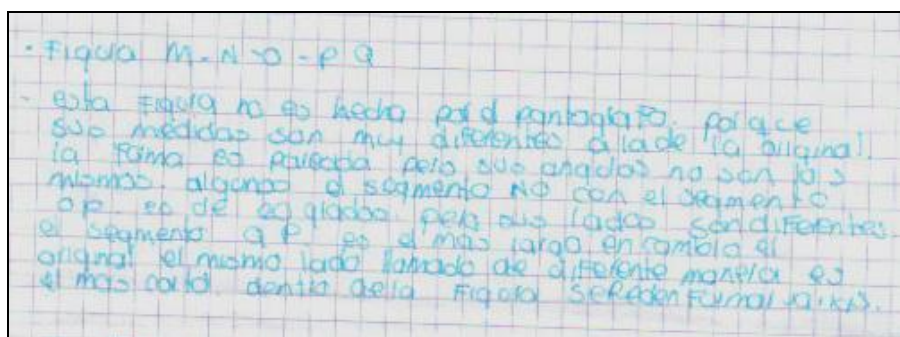 • Figura M-N-O-P Q
- esta Figura no es hecha por el pantografo. porque
sus medidas son muy diferentes a la de la original.
la forma es parecida pero sus angulos no son los
mismos. algunos el segmento NO con el segmento
OP. es de 90 grados pero sus lados son diferentes
el segmento QP es el mas largo en cambio el
original el mismo lado llamado de diferente manera es
el mas corto. dentro de la Figura se Peden Formar